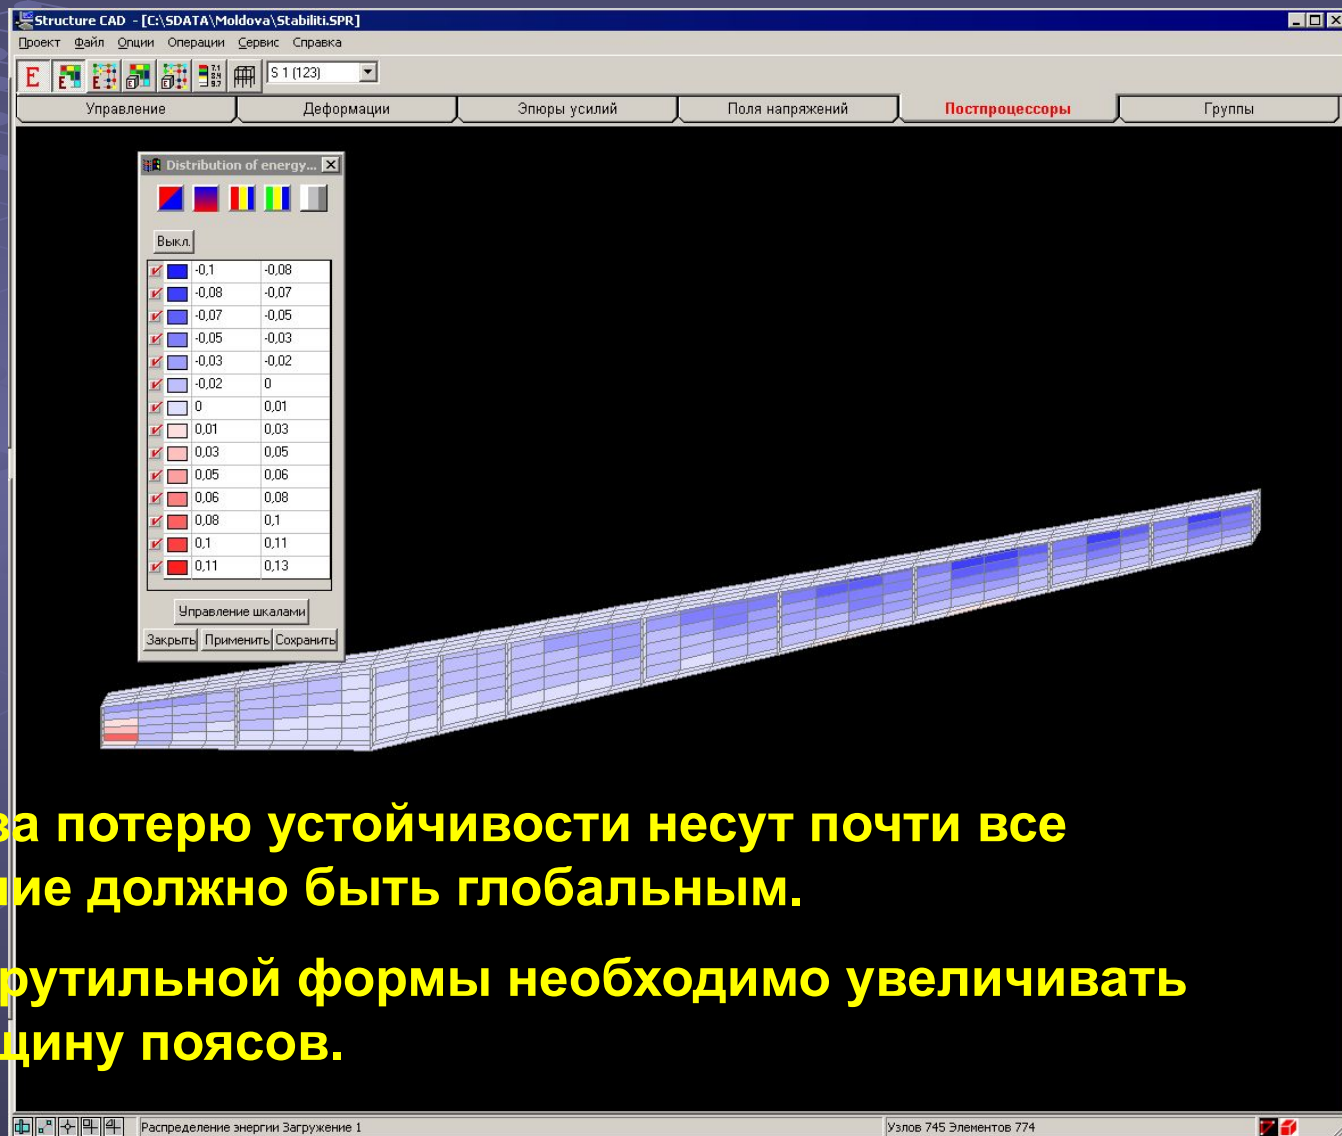 Structure CAD - [C:\SDATA\Moldova\Stabiliti.SPR]
Проект Файл Опции Операции Сервис Справка
S 1 (123)
Управление Деформации Эпюры усилий Поля напряжений Постпроцессоры Группы
Distribution of energy...
Выкл.
-0,1 -0,08
-0,08 -0,07
-0,07 -0,05
-0,05 -0,03
-0,03 -0,02
-0,02 0
0 0,01
0,01 0,03
0,03 0,05
0,05 0,06
0,06 0,08
0,08 0,1
0,1 0,11
0,11 0,13
Управление шкалами
Закрыть Применить Сохранить
за потерю устойчивости несут почти все
ние должно быть глобальным.
рутильной формы необходимо увеличивать
щину поясов.
Распределение энергии Загружение 1 Узлов 745 Элементов 774